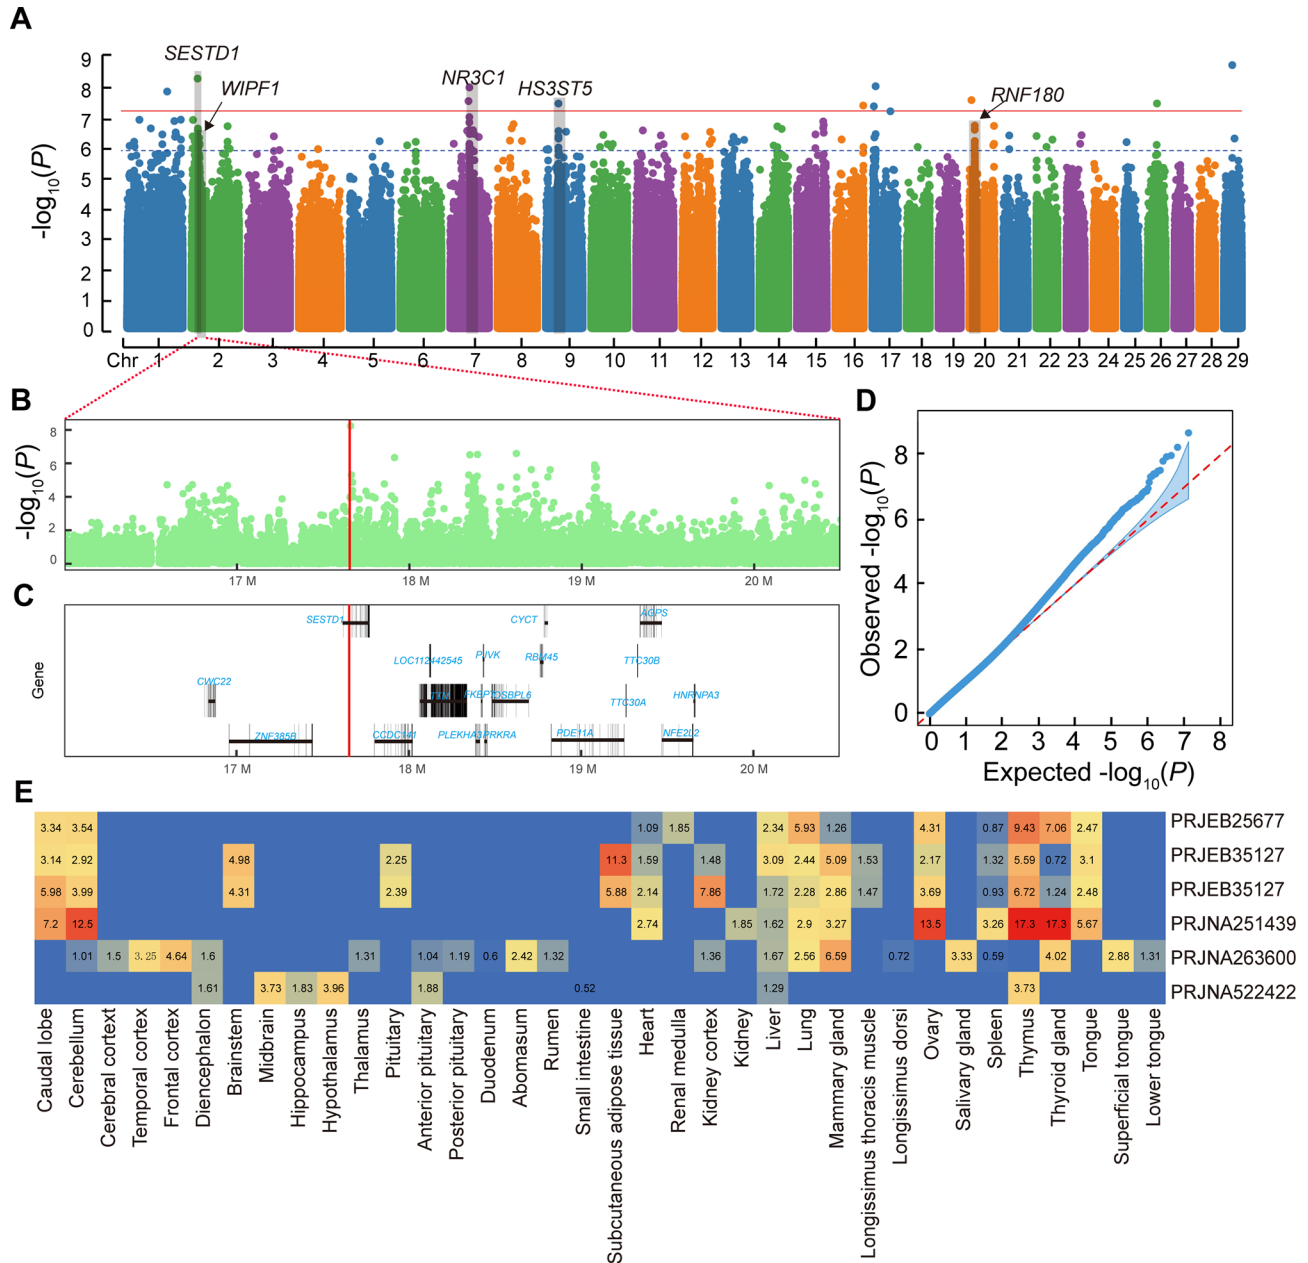 A
-log10(P)
9
8
7
6
5
4
3
2
1
0
SESTD1
WIPF1
NR3C1
HS3ST5
RNF180
Chr 1 2 3 4 5 6 7 8 9 10 11 12 13 14 15 16 17 18 19 20 21 22 23 24 25 26 27 28 29
B
-log10(P)
8
6
4
2
0
17 M 18 M 19 M 20 M
C
Gene
SESTD1 CYCT AGPS
LOC112442545 PJVK RBM45 TTC30B
CWC22 TTN FKBP7 OSBPL6 TTC30A HNRNPA3
ZNF385B CCDC141 PLEKHA3 PRKRA PDE11A NFE2L2
17 M 18 M 19 M 20 M
D
Observed -log10(P)
8
6
4
2
0
0 1 2 3 4 5 6 7 8
Expected -log10(P)
E
3.34 3.54 1.09 1.85 2.34 5.93 1.26 4.31 0.87 9.43 7.06 2.47 PRJEB25677
3.14 2.92 4.98 2.25 11.3 1.59 1.48 3.09 2.44 5.09 1.53 2.17 1.32 5.59 0.72 3.1 PRJEB35127
5.98 3.99 4.31 2.39 5.88 2.14 7.86 1.72 2.28 2.86 1.47 3.69 0.93 6.72 1.24 2.48 PRJEB35127
7.2 12.5 2.74 1.85 1.62 2.9 3.27 13.5 3.26 17.3 17.3 5.67 PRJNA251439
1.01 1.5 3.25 4.64 1.6 1.31 1.04 1.19 0.6 2.42 1.32 1.36 1.67 2.56 6.59 0.72 3.33 0.59 4.02 2.88 1.31 PRJNA263600
1.61 3.73 1.83 3.96 1.88 0.52 1.29 3.73 PRJNA522422
Caudal lobe
Cerebellum
Cerebral cortext
Temporal cortex
Frontal cortex
Diencephalon
Brainstem
Midbrain
Hippocampus
Hypothalamus
Thalamus
Pituitary
Anterior pituitary
Posterior pituitary
Duodenum
Abomasum
Rumen
Small intestine
Subcutaneous adipose tissue
Heart
Renal medulla
Kidney cortex
Kidney
Liver
Lung
Mammary gland
Longissimus thoracis muscle
Longissimus dorsi
Ovary
Salivary gland
Spleen
Thymus
Thyroid gland
Tongue
Superficial tongue
Lower tongue